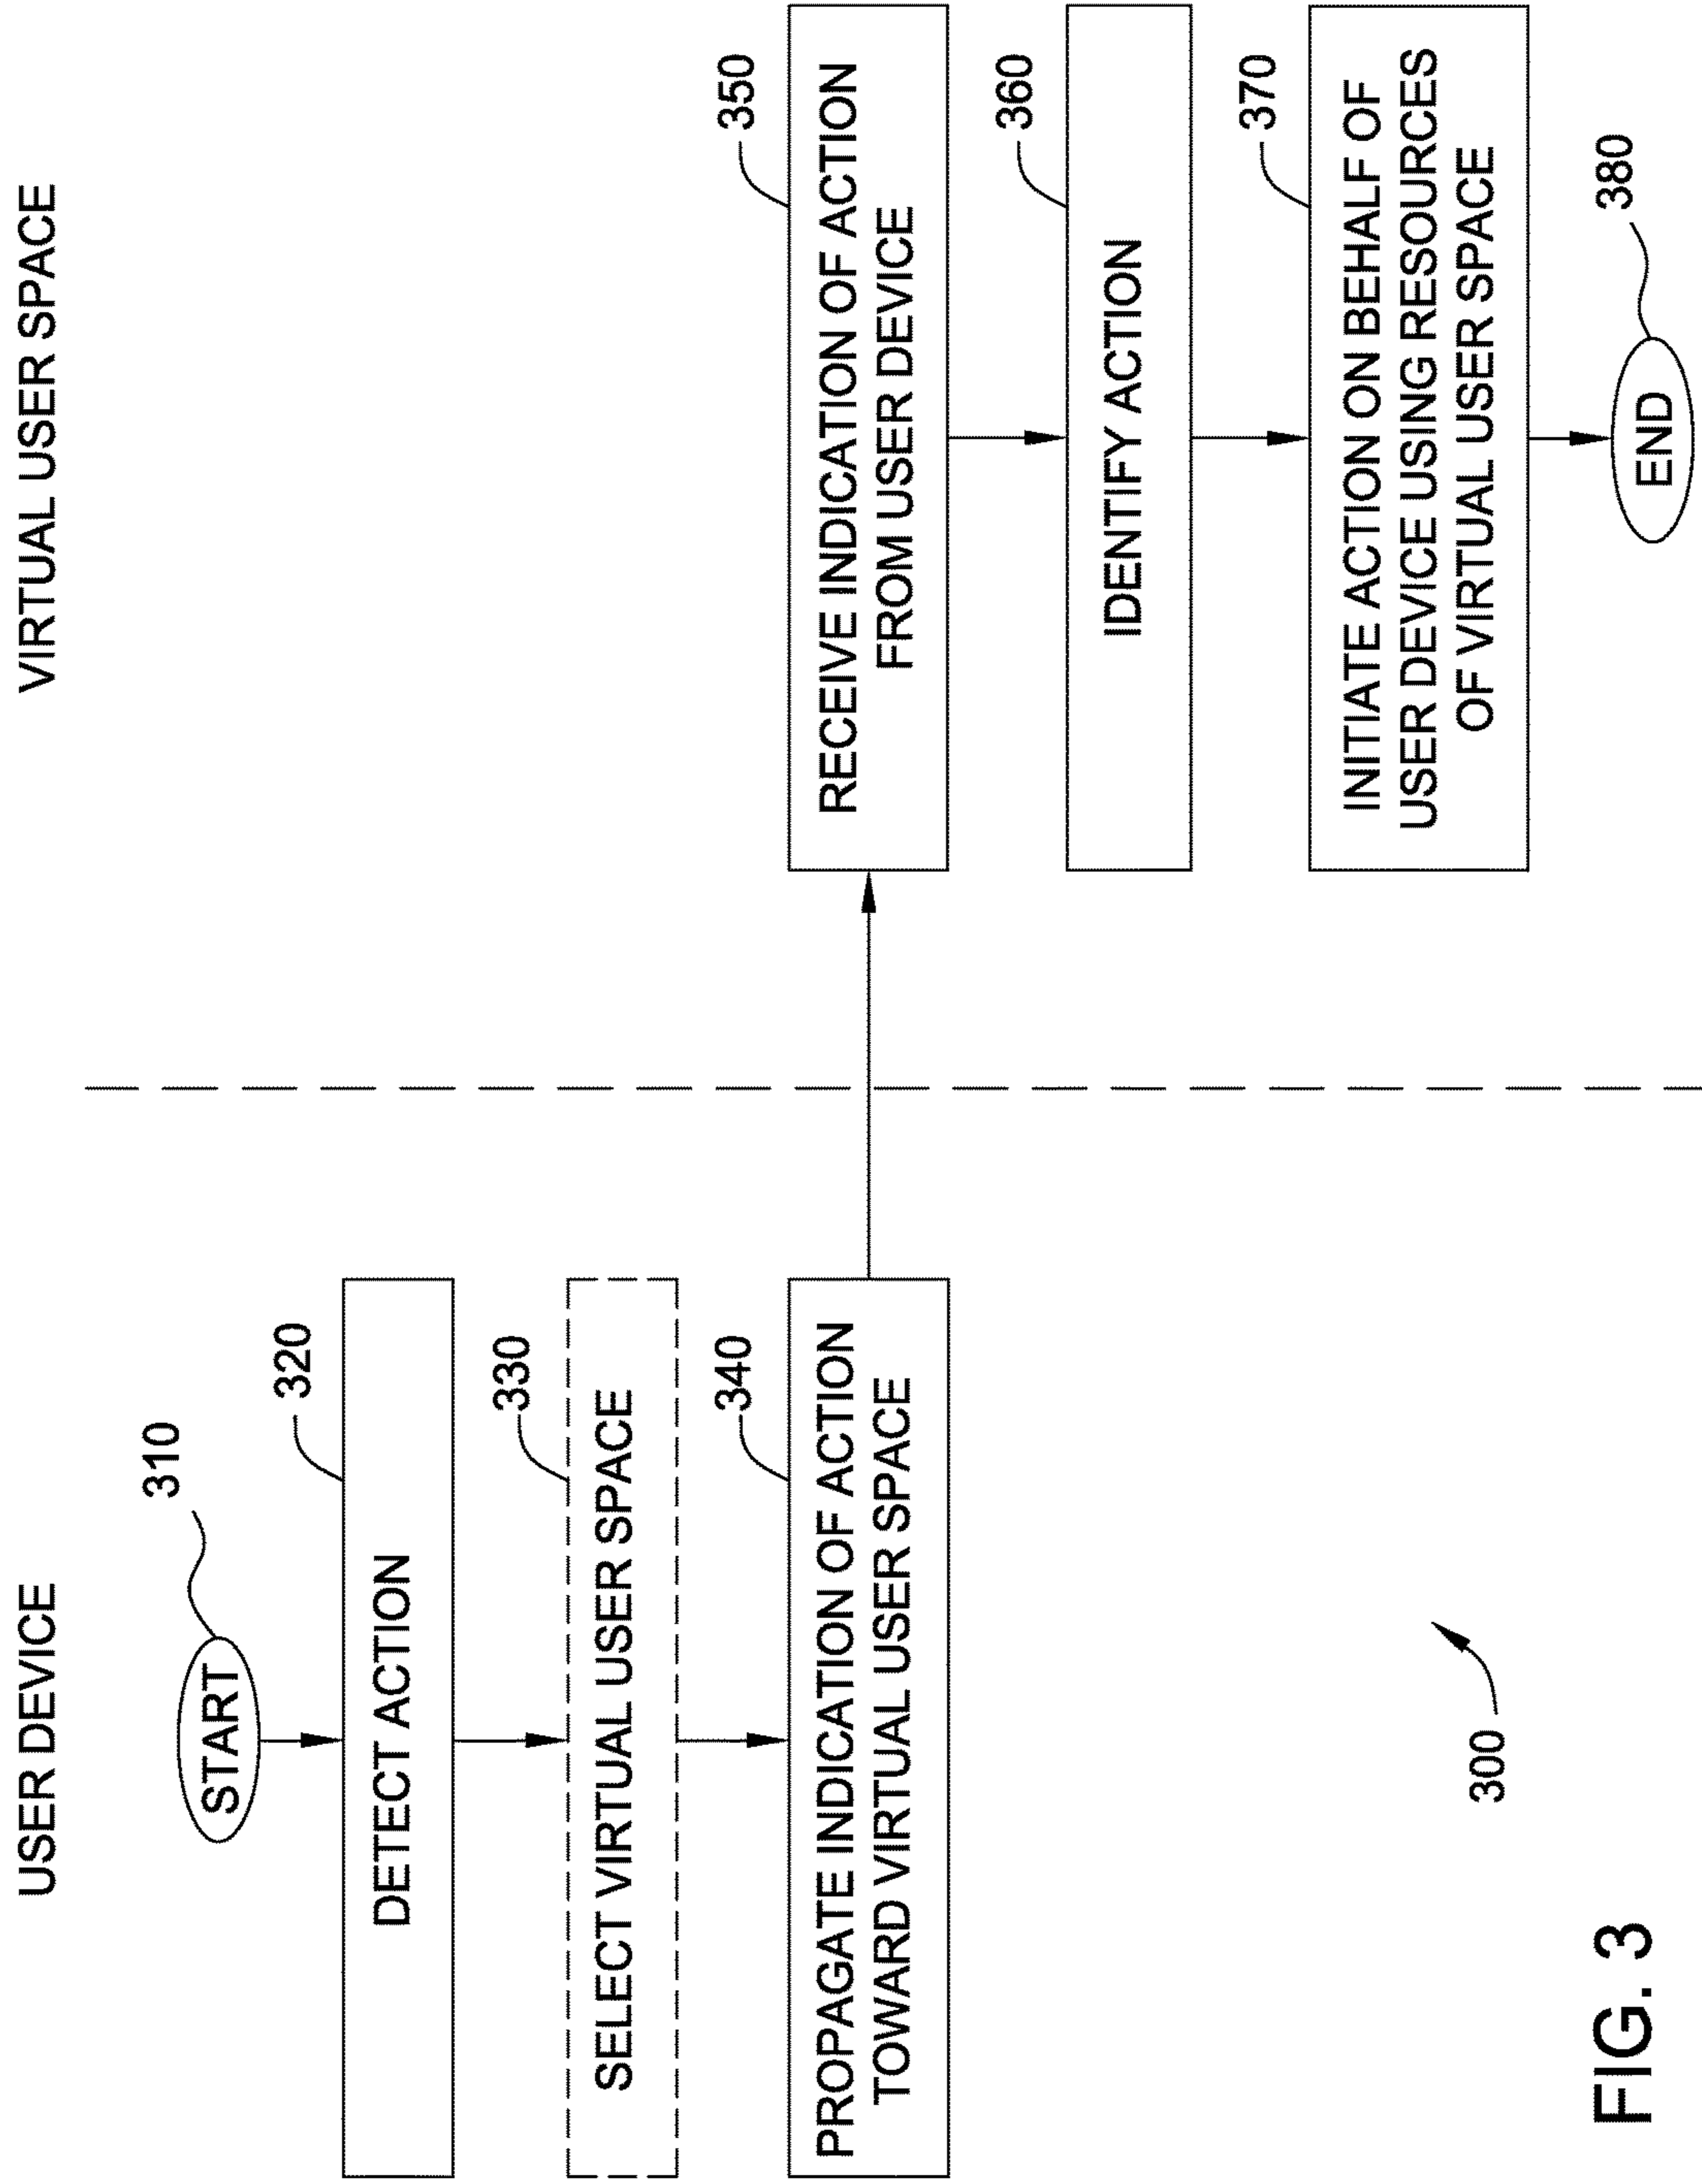 USER DEVICE
VIRTUAL USER SPACE
START
310
DETECT ACTION
320
SELECT VIRTUAL USER SPACE
330
PROPAGATE INDICATION OF ACTION
TOWARD VIRTUAL USER SPACE
340
RECEIVE INDICATION OF ACTION
FROM USER DEVICE
350
IDENTIFY ACTION
360
INITIATE ACTION ON BEHALF OF
USER DEVICE USING RESOURCES
OF VIRTUAL USER SPACE
370
END
380
300
FIG. 3